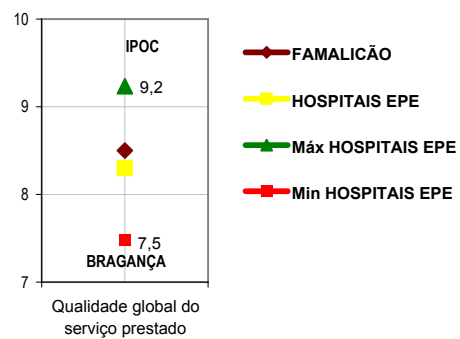 10
IPOC
9,2
9
8
7,5
BRAGANÇA
7
Qualidade global do
serviço prestado
FAMALICÃO
HOSPITAIS EPE
Máx HOSPITAIS EPE
Min HOSPITAIS EPE